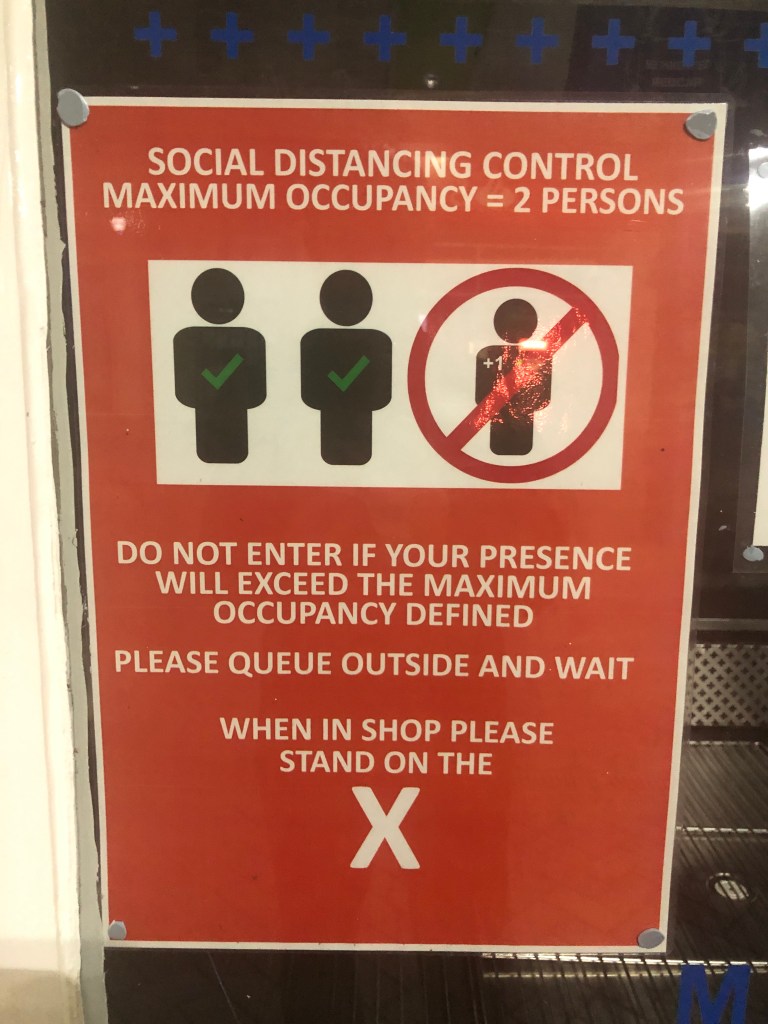 SOCIAL DISTANCING CONTROL
MAXIMUM OCCUPANCY = 2 PERSONS
+1
DO NOT ENTER IF YOUR PRESENCE
WILL EXCEED THE MAXIMUM
OCCUPANCY DEFINED
PLEASE QUEUE OUTSIDE AND WAIT
WHEN IN SHOP PLEASE
STAND ON THE
X
M